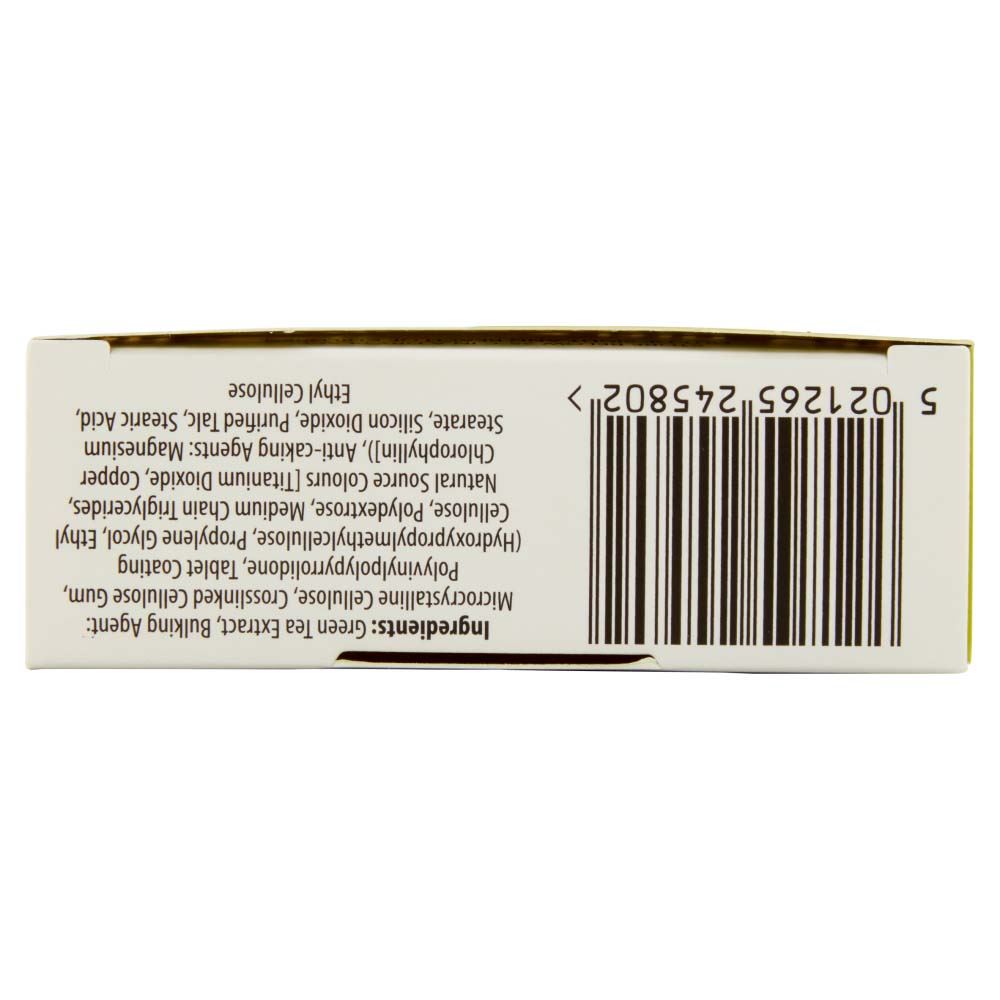 5 021265 245802 >
Ingredients: Green Tea Extract, Bulking Agent:
Microcrystalline Cellulose, Crosslinked Cellulose Gum,
Polyvinylpolypyrrolidone, Tablet Coating
(Hydroxypropylmethylcellulose, Propylene Glycol, Ethyl
Cellulose, Polydextrose, Medium Chain Triglycerides,
Natural Source Colours [Titanium Dioxide, Copper
Chlorophyllin]), Anti-caking Agents: Magnesium
Stearate, Silicon Dioxide, Purified Talc, Stearic Acid,
Ethyl Cellulose